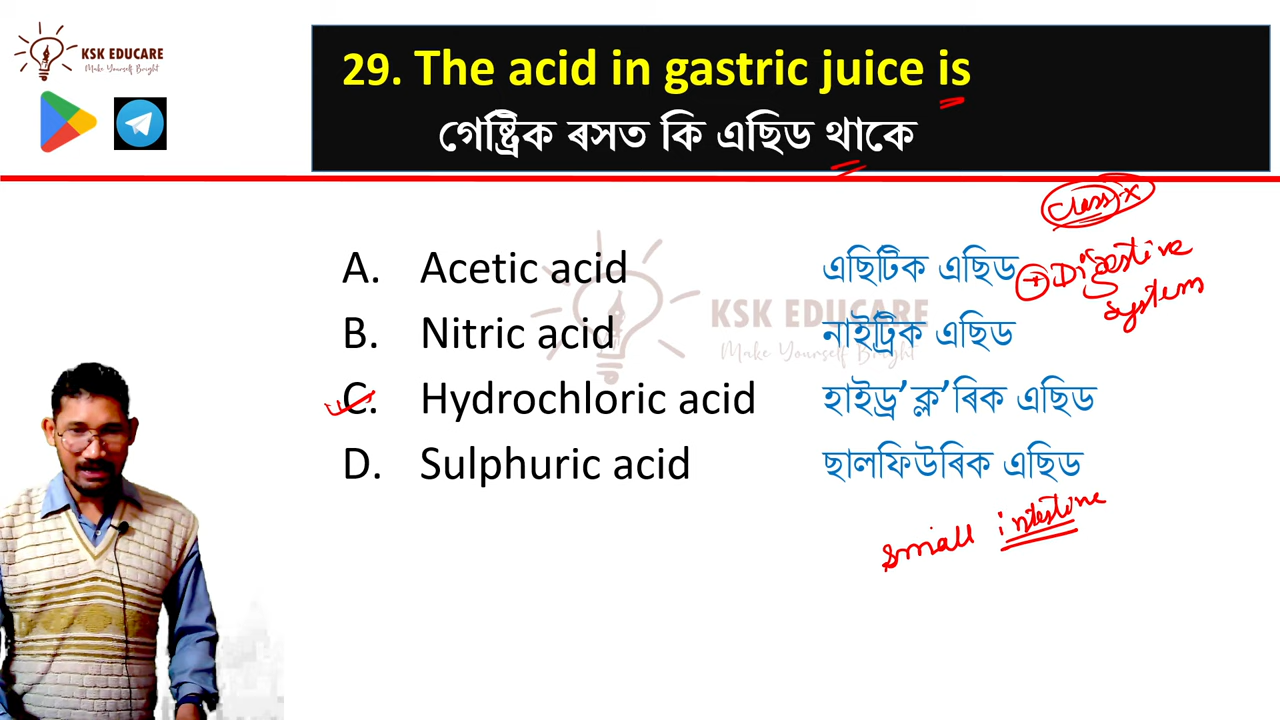 KSK EDUCARE
Make Yourself Bright
29. The acid in gastric juice is
গেষ্ট্ৰিক ৰসত কি এছিড থাকে
Class-X
A. Acetic acid এছিটিক এছিড
→ Digestive
system
B. Nitric acid নাইট্ৰিক এছিড
KSK EDUCARE
Make Yourself Bright
C. Hydrochloric acid হাইড্ৰ’ক্ল’ৰিক এছিড
D. Sulphuric acid ছালফিউৰিক এছিড
small intestine